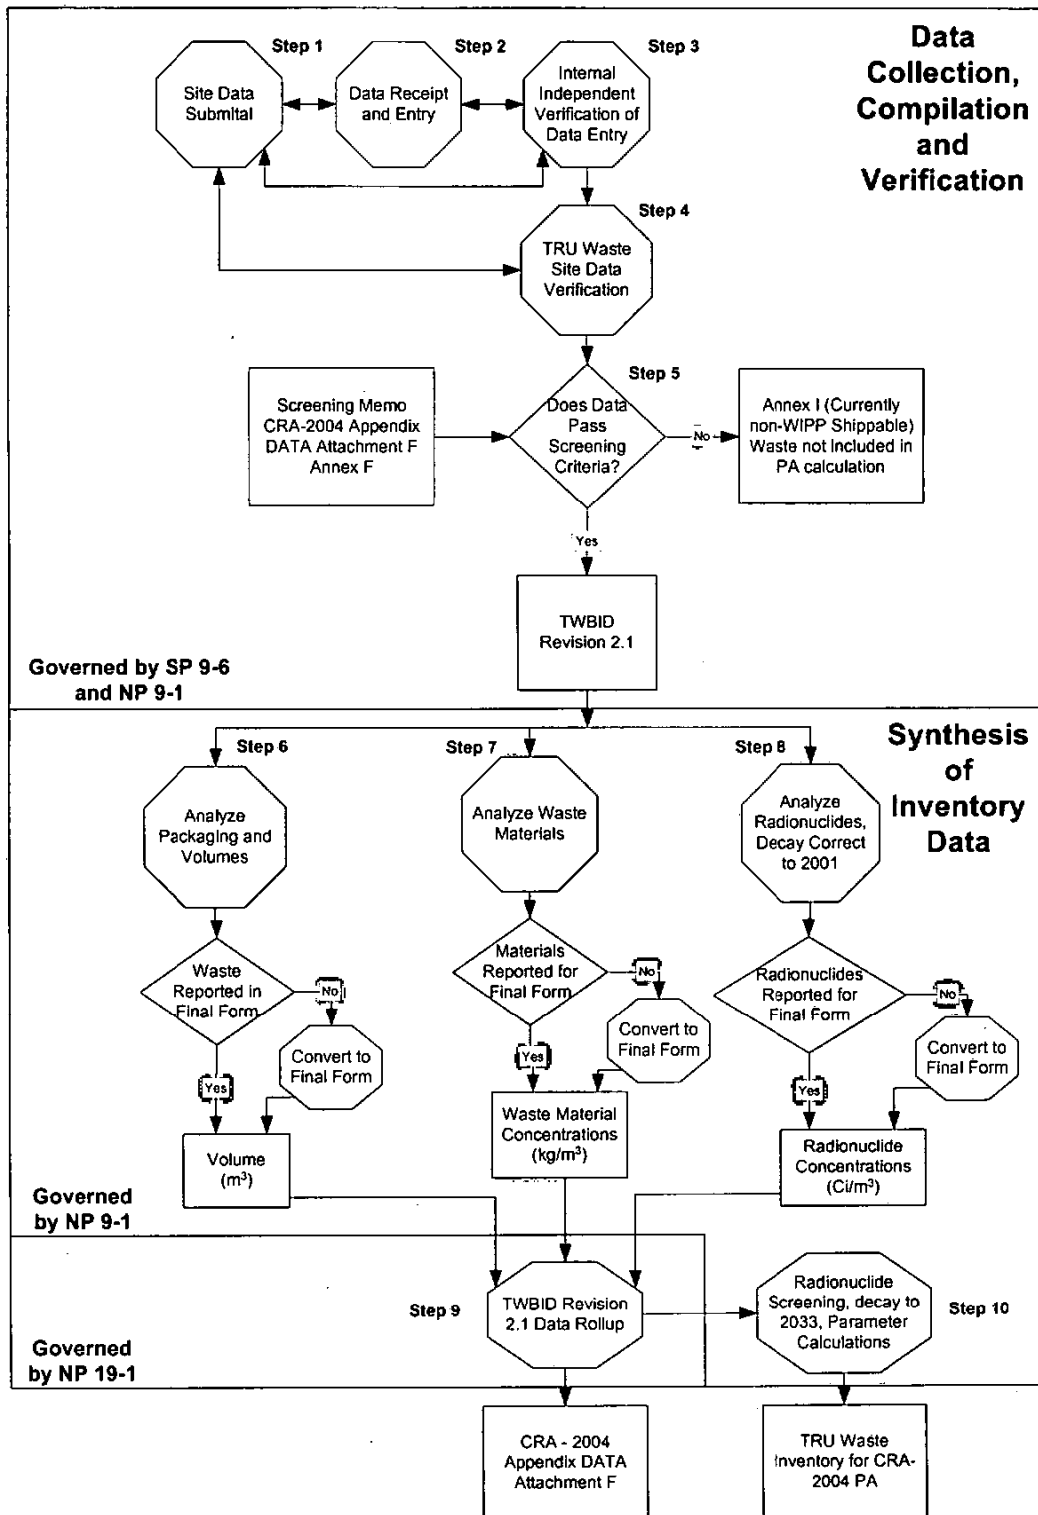 Data
Collection,
Compilation
and
Verification
Step 1
Site Data
Submital
Step 2
Data Receipt
and Entry
Step 3
Internal
Independent
Verification of
Data Entry
Step 4
TRU Waste
Site Data
Verification
Step 5
Does Data
Pass
Screening
Criteria?
Screening Memo
CRA-2004 Appendix
DATA Attachment F
Annex F
No
Annex I (Currently
non-WIPP Shippable)
Waste not Included in
PA calculation
Yes
TWBID
Revision 2.1
Governed by SP 9-6
and NP 9-1
Synthesis
of
Inventory
Data
Step 6
Analyze
Packaging and
Volumes
Step 7
Analyze Waste
Materials
Step 8
Analyze
Radionuclides,
Decay Correct
to 2001
Waste
Reported in
Final Form
No
Convert to
Final Form
Yes
Volume
(m³)
Materials
Reported for
Final Form
No
Convert to
Final Form
Yes
Waste Material
Concentrations
(kg/m³)
Radionuclides
Reported for
Final Form
No
Convert to
Final Form
Yes
Radionuclide
Concentrations
(Ci/m³)
Governed
by NP 9-1
Step 9
TWBID Revision
2.1 Data Rollup
Radionuclide
Screening, decay to
2033, Parameter
Calculations
Step 10
Governed
by NP 19-1
CRA - 2004
Appendix DATA
Attachment F
TRU Waste
Inventory for CRA-
2004 PA